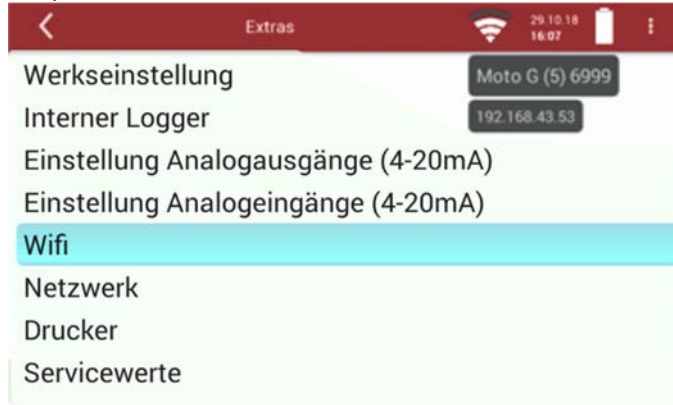 Extras
29.10.18
16:07
Werkseinstellung
Moto G (5) 6999
Interner Logger
192.168.43.53
Einstellung Analogausgänge (4-20mA)
Einstellung Analogeingänge (4-20mA)
Wifi
Netzwerk
Drucker
Servicewerte